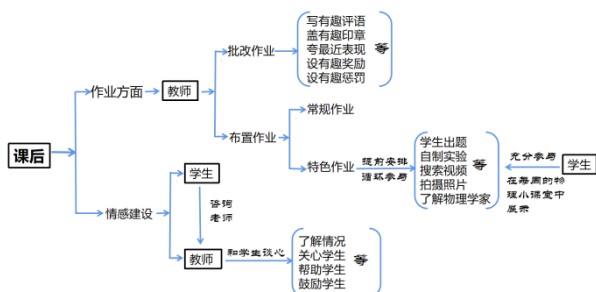 课后
作业方面
教师
批改作业
写有趣评语
盖有趣印章
夸最近表现
设有趣奖励
设有趣惩罚
等
布置作业
常规作业
特色作业
提前安排
循环参与
学生出题
自制实验
搜索视频
拍摄照片
了解物理学家
等
充分参与
在每周的物
理小课堂中
展示
学生
情感建设
学生
咨询
老师
教师
和学生谈心
了解情况
关心学生
帮助学生
鼓励学生
等